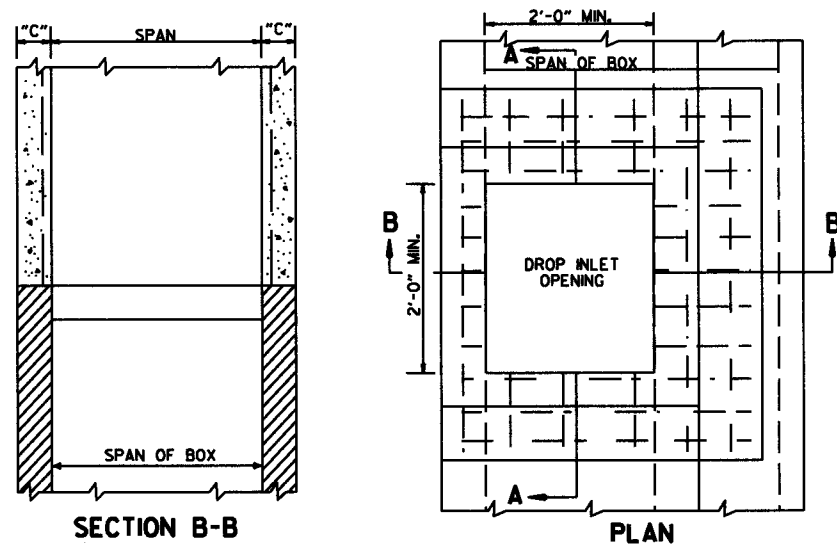 "C"
SPAN
"C"
SPAN OF BOX
SECTION B-B
2'-0" MIN.
A
SPAN OF BOX
B
B
2'-0" MIN.
DROP INLET
OPENING
A
PLAN